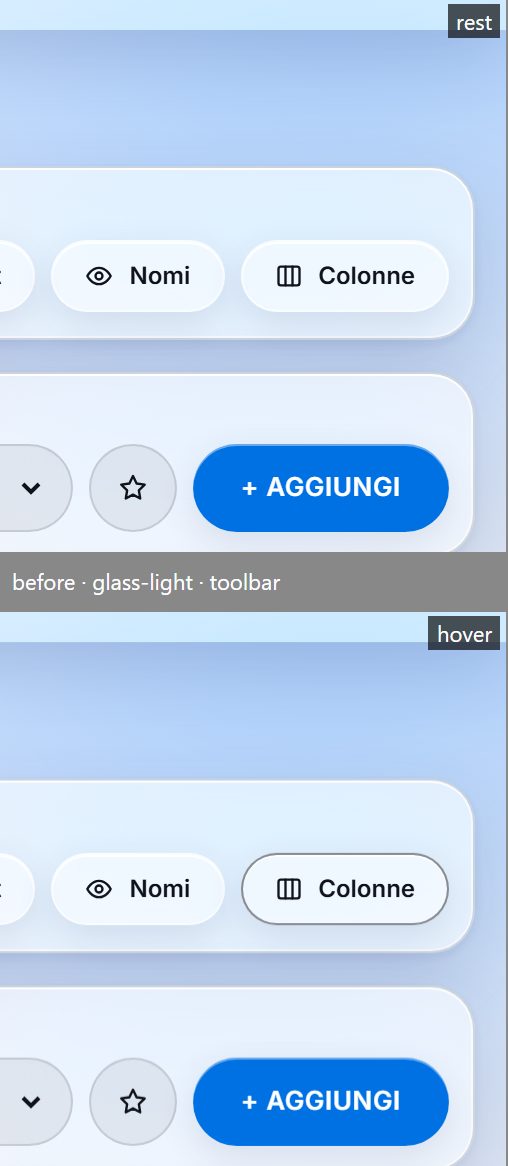 rest
Nomi
Colonne
+ AGGIUNGI
before · glass-light · toolbar
hover
Nomi
Colonne
+ AGGIUNGI